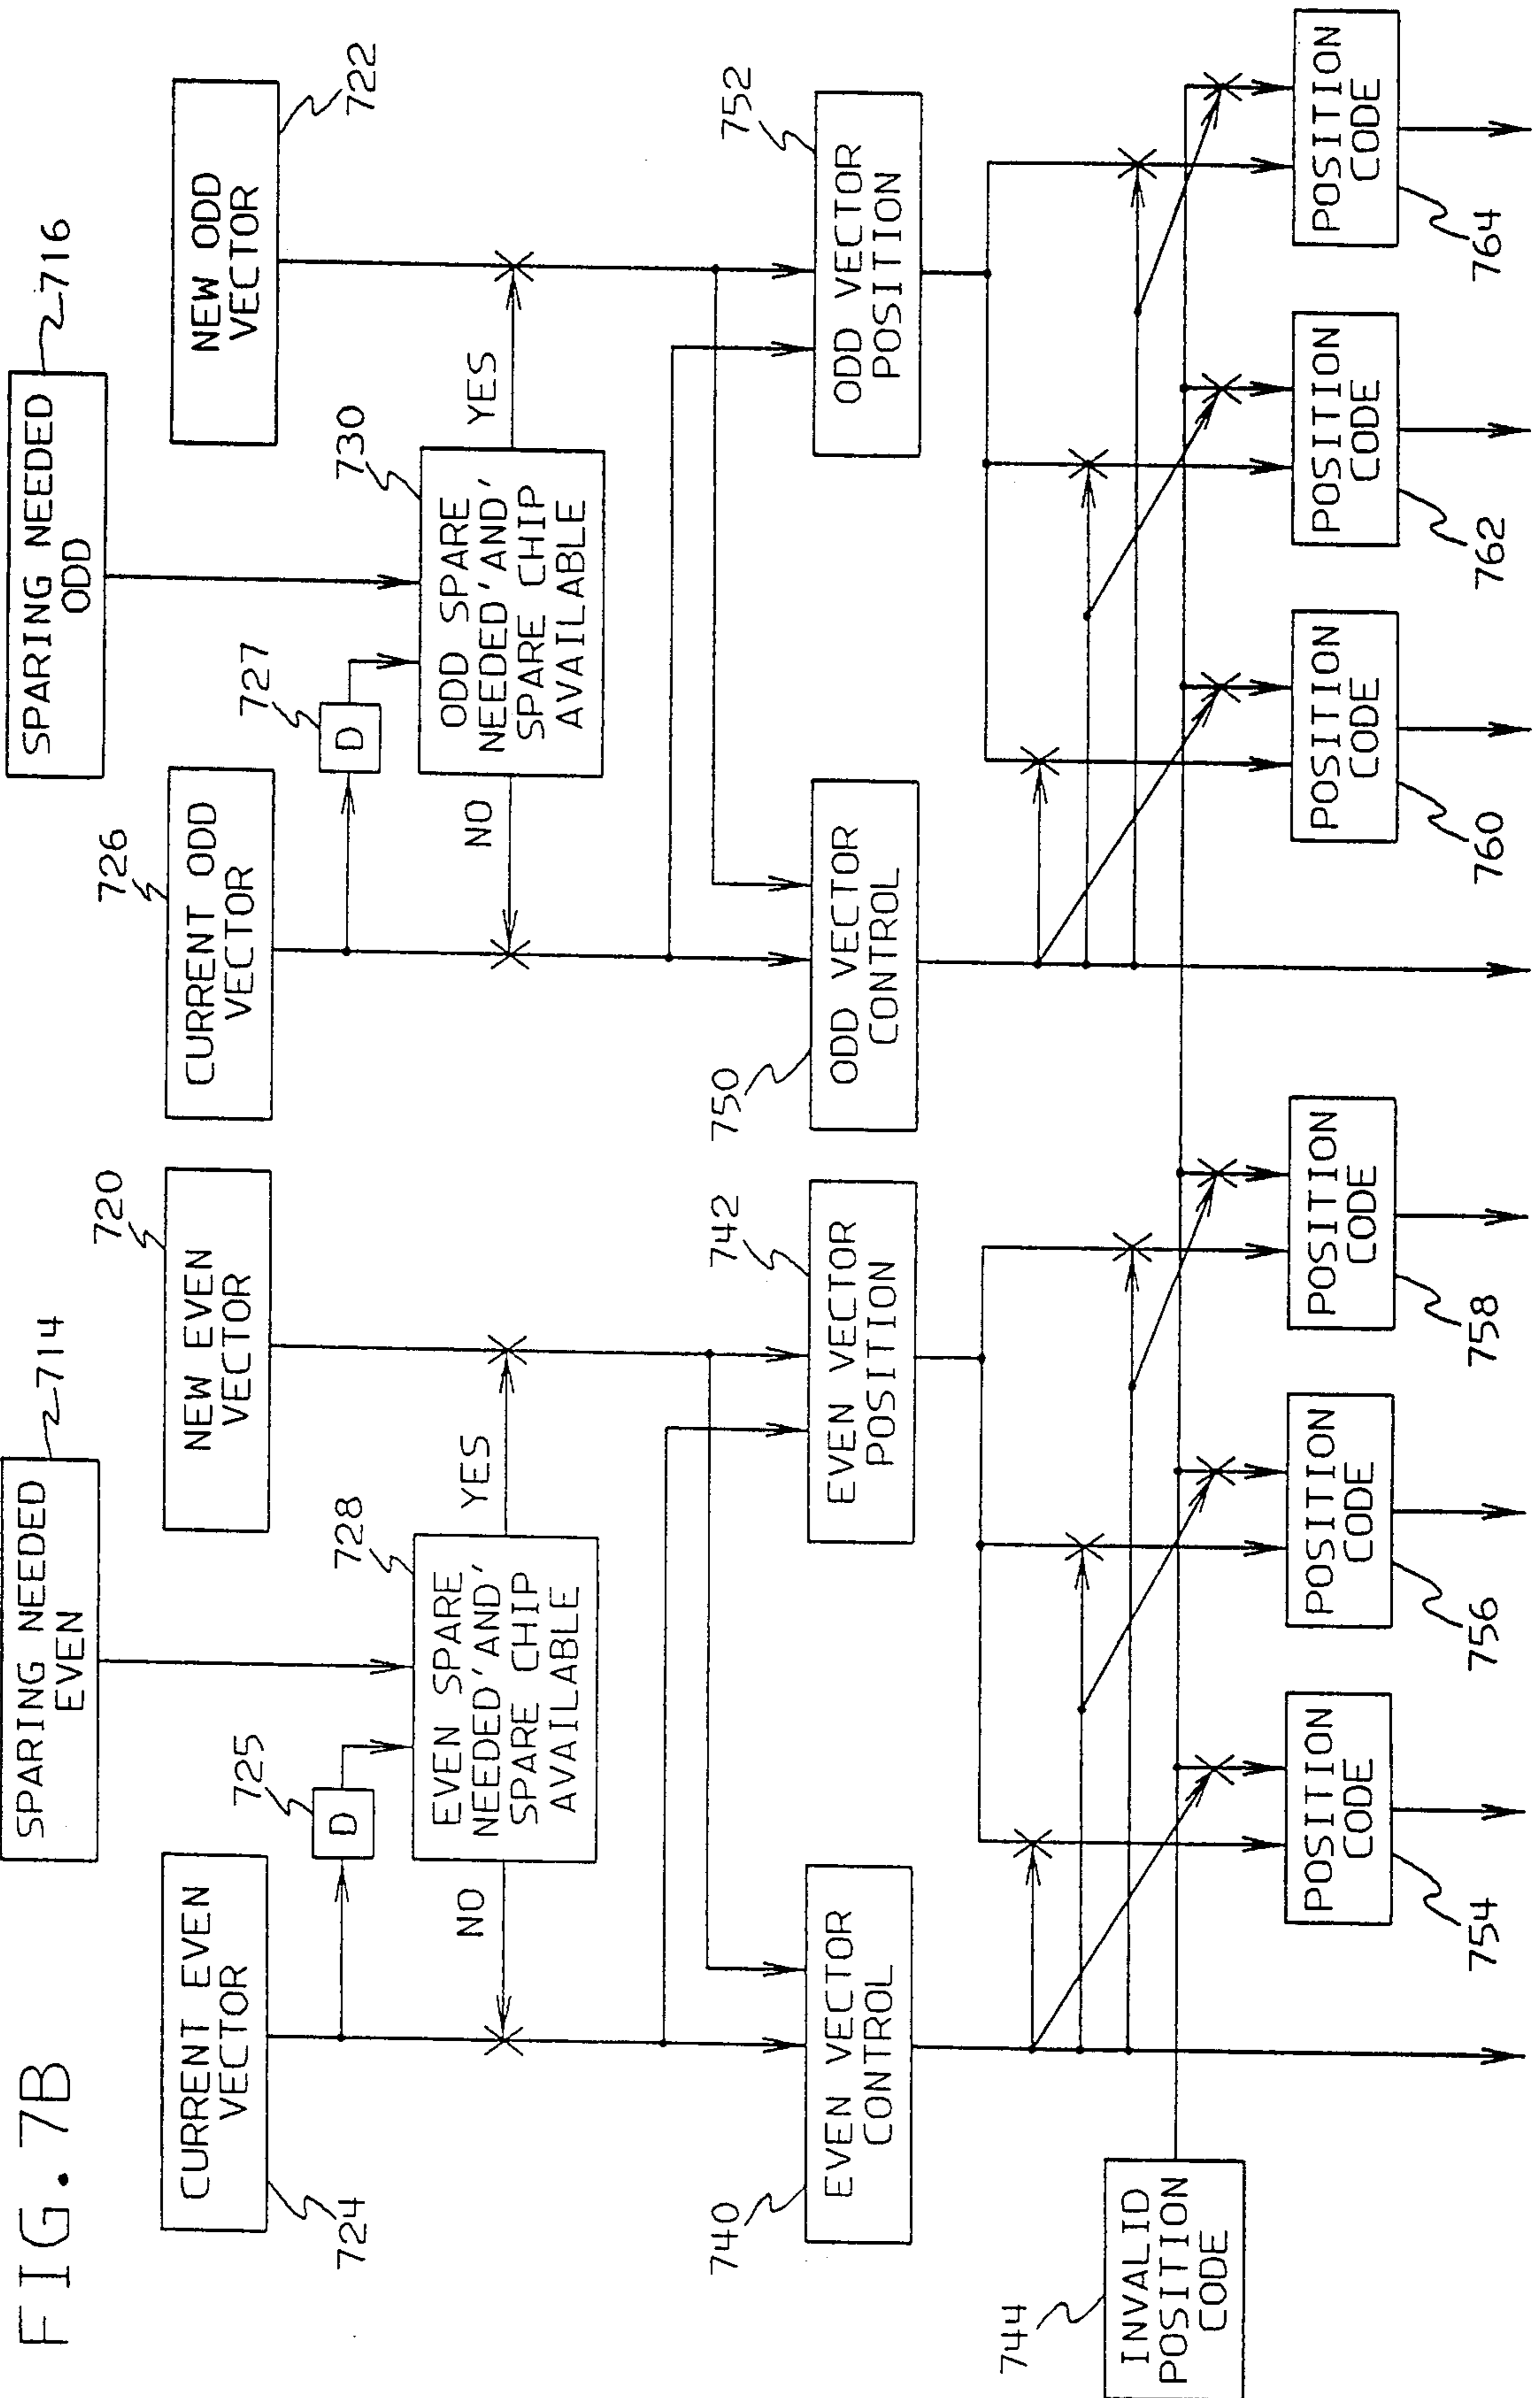 FIG. 7B
SPARING NEEDED
EVEN
714
SPARING NEEDED
ODD
716
CURRENT EVEN
VECTOR
724
NEW EVEN
VECTOR
720
CURRENT ODD
VECTOR
726
NEW ODD
VECTOR
722
D
725
D
727
EVEN SPARE
NEEDED 'AND'
SPARE CHIP
AVAILABLE
728
NO
YES
ODD SPARE
NEEDED 'AND'
SPARE CHIP
AVAILABLE
730
NO
YES
EVEN VECTOR
CONTROL
740
EVEN VECTOR
POSITION
742
ODD VECTOR
CONTROL
750
ODD VECTOR
POSITION
752
INVALID
POSITION
CODE
744
POSITION
CODE
754
POSITION
CODE
756
POSITION
CODE
758
POSITION
CODE
760
POSITION
CODE
762
POSITION
CODE
764